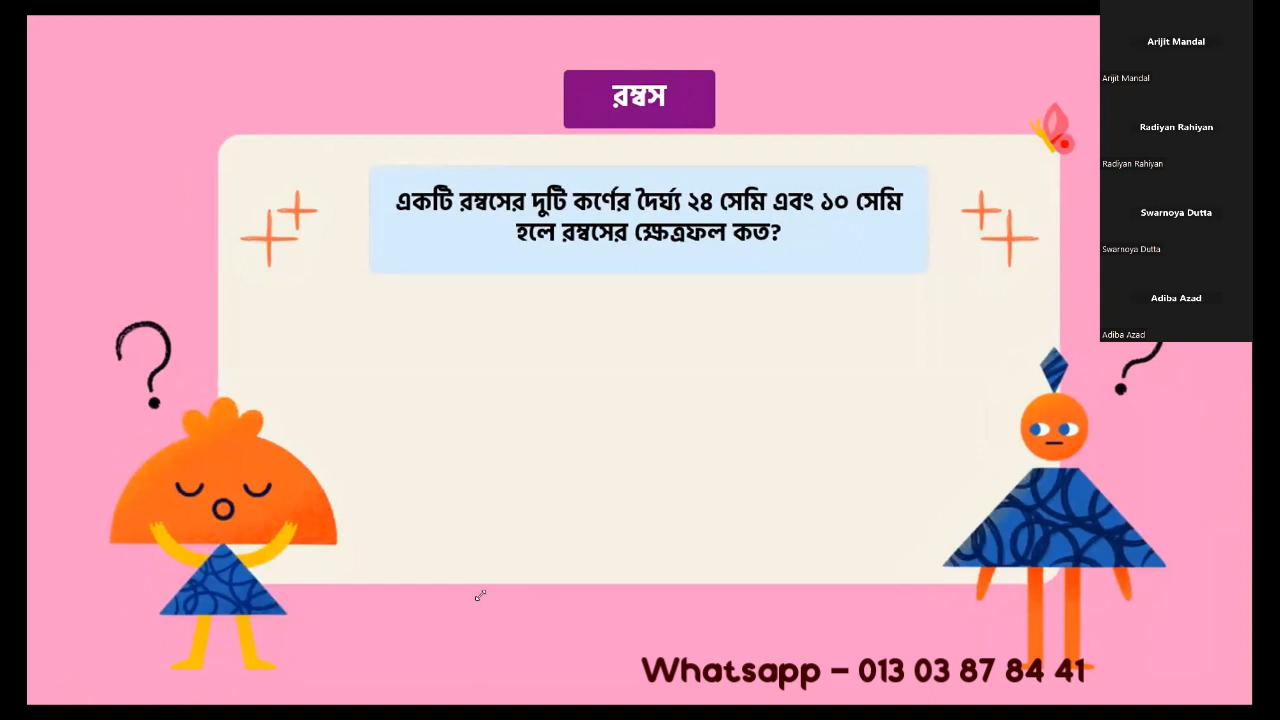 রম্বস
একটি রম্বসের দুটি কর্ণের দৈর্ঘ্য ২৪ সেমি এবং ১০ সেমি
হলে রম্বসের ক্ষেত্রফল কত?
Whatsapp – 013 03 87 84 41
Arijit Mandal
Arijit Mandal
Radiyan Rahiyan
Radiyan Rahiyan
Swarnoya Dutta
Swarnoya Dutta
Adiba Azad
Adiba Azad